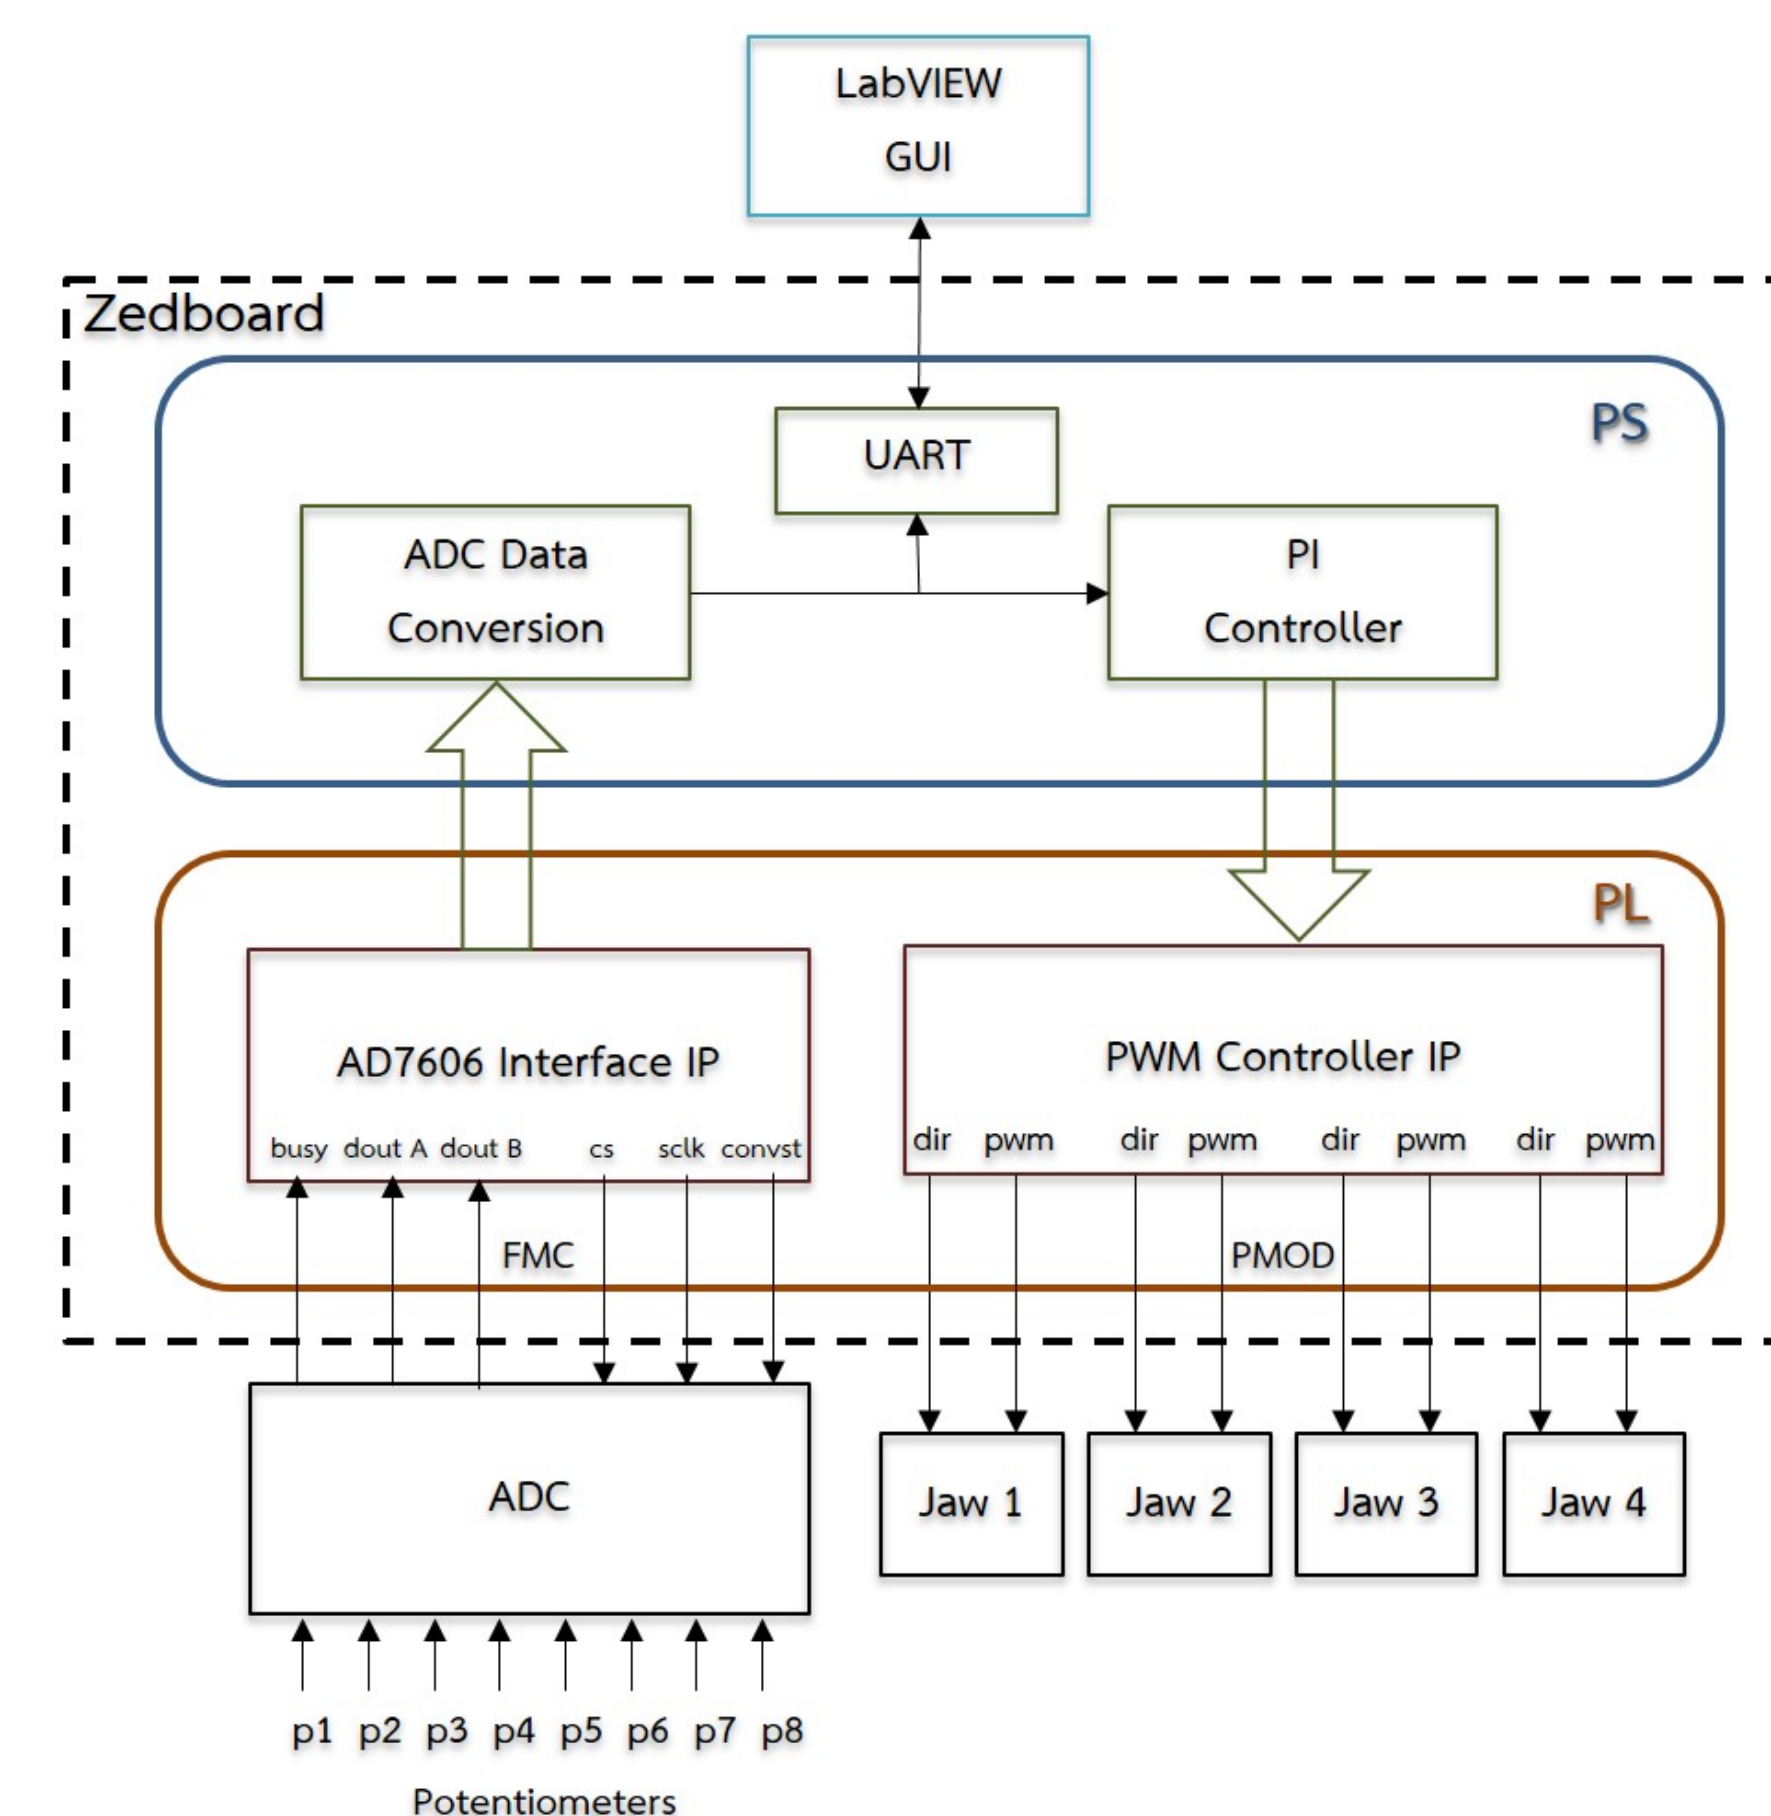 LabVIEW
GUI
Zedboard
PS
UART
ADC Data
Conversion
PI
Controller
PL
AD7606 Interface IP
PWM Controller IP
busy dout A dout B cs sclk convst
dir pwm dir pwm dir pwm dir pwm
FMC
PMOD
ADC
Jaw 1
Jaw 2
Jaw 3
Jaw 4
p1 p2 p3 p4 p5 p6 p7 p8
Potentiometers